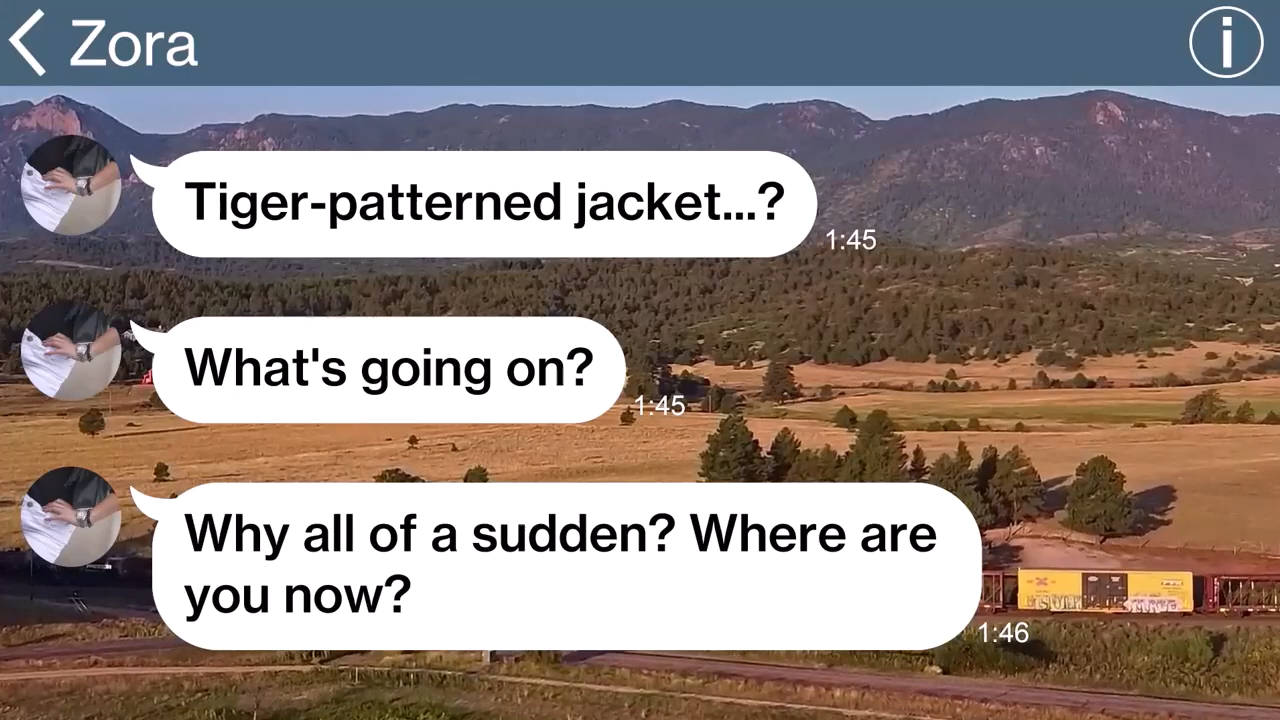 Zora
Tiger-patterned jacket...?
1:45
What's going on?
1:45
Why all of a sudden? Where are
you now?
1:46